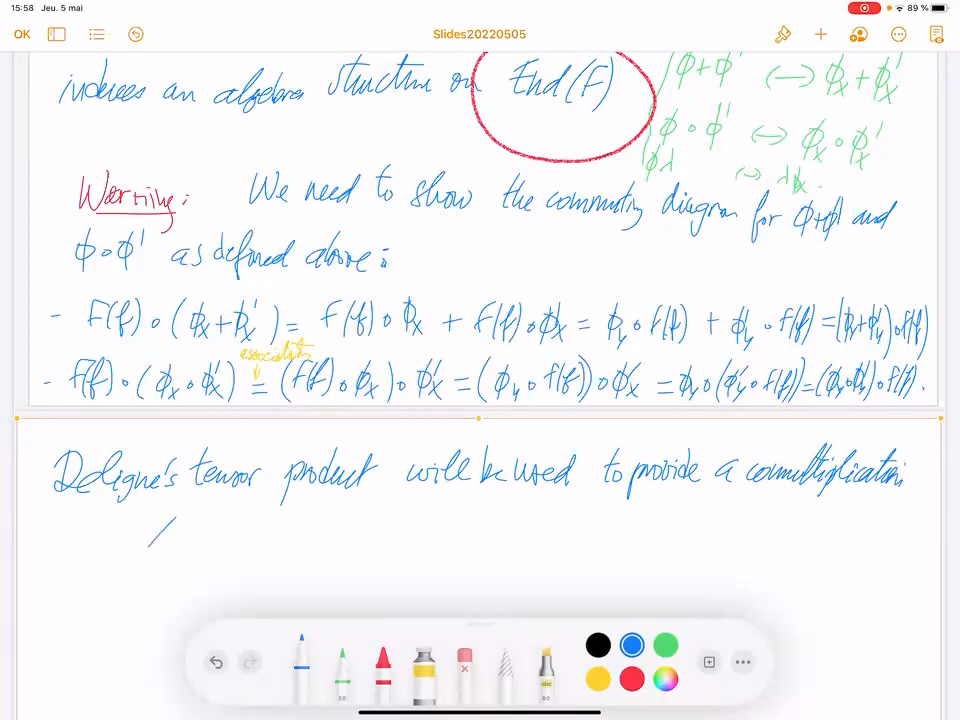 15:58 Jeu. 5 mai 89 %
OK Slides20220505
induces an algebra structure on End(F)
ϕ+ϕ' ↔ ϕ_X + ϕ'_X
ϕ∘ϕ' ↔ ϕ_X ∘ ϕ'_X
ϕλ ↔ λϕ_X.
Warning: We need to show the commuting diagram for ϕ+ϕ' and
ϕ∘ϕ' as defined above:
- F(f)∘(ϕ_X+ϕ'_X) = F(f)∘ϕ_X + F(f)∘ϕ'_X = ϕ_Y∘F(f) + ϕ'_Y∘F(f) = (ϕ_Y+ϕ'_Y)∘F(f)
associativity
- F(f)∘(ϕ_X∘ϕ'_X) = (F(f)∘ϕ_X)∘ϕ'_X = (ϕ_Y∘F(f))∘ϕ'_X = ϕ_Y∘(ϕ'_Y∘F(f)) = (ϕ_Y∘ϕ'_Y)∘F(f).
Deligne's tensor product will be used to provide a comultiplication